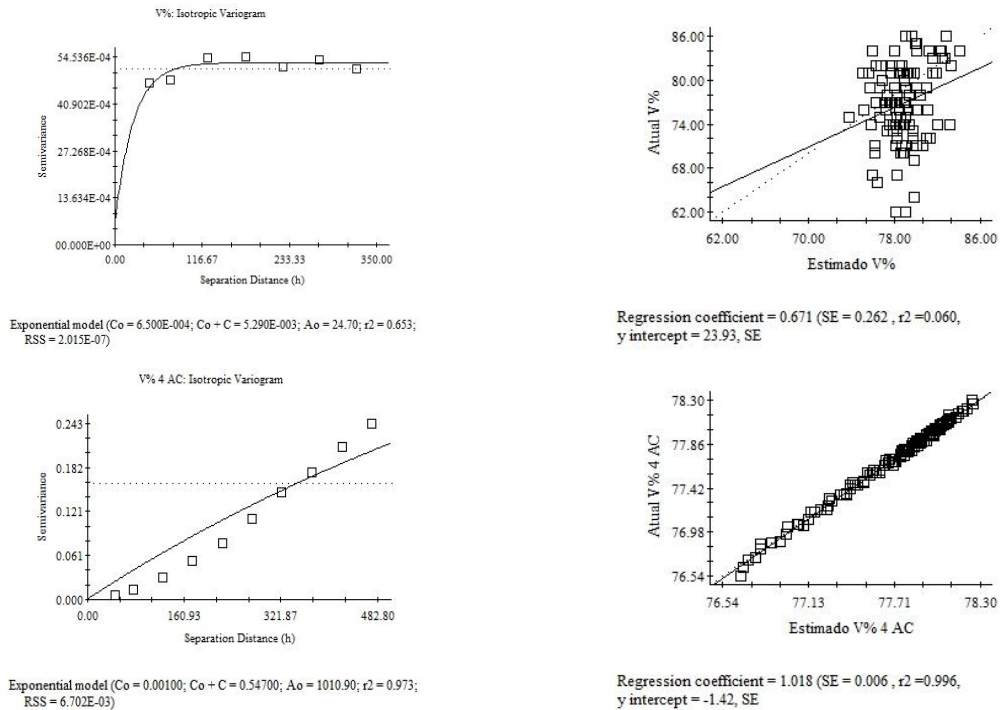 V%: Isotropic Variogram
54.536E-04
40.902E-04
27.268E-04
13.634E-04
00.000E+00
Semivariance
0.00 116.67 233.33 350.00
Separation Distance (h)
Exponential model (Co = 6.500E-004; Co + C = 5.290E-003; Ao = 24.70; r2 = 0.653;
RSS = 2.015E-07)
86.00
80.00
74.00
68.00
62.00
Atual V%
62.00 70.00 78.00 86.00
Estimado V%
Regression coefficient = 0.671 (SE = 0.262 , r2 =0.060,
y intercept = 23.93, SE
V% 4 AC: Isotropic Variogram
0.243
0.182
0.121
0.061
0.000
Semivariance
0.00 160.93 321.87 482.80
Separation Distance (h)
Exponential model (Co = 0.00100; Co + C = 0.54700; Ao = 1010.90; r2 = 0.973;
RSS = 6.702E-03)
78.30
77.86
77.42
76.98
76.54
Atual V% 4 AC
76.54 77.13 77.71 78.30
Estimado V% 4 AC
Regression coefficient = 1.018 (SE = 0.006 , r2 =0.996,
y intercept = -1.42, SE